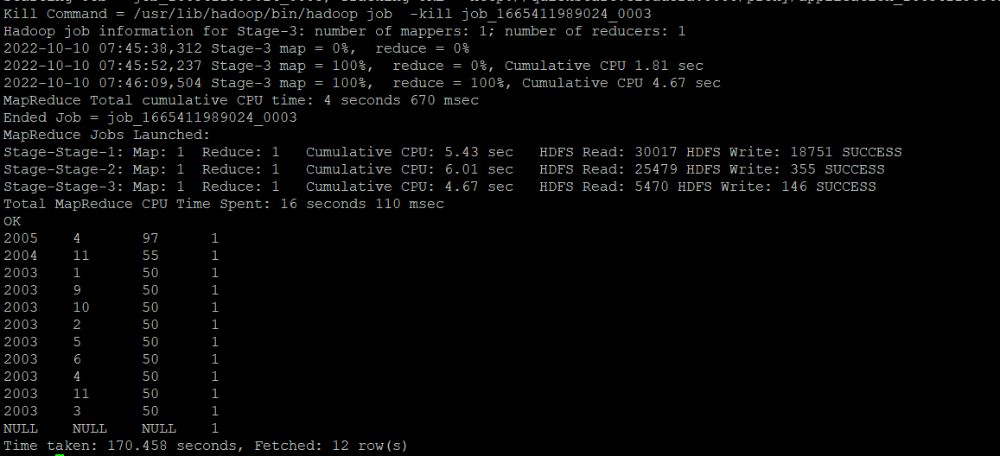 Kill Command = /usr/lib/hadoop/bin/hadoop job  -kill job_1665411989024_0003
Hadoop job information for Stage-3: number of mappers: 1; number of reducers: 1
2022-10-10 07:45:38,312 Stage-3 map = 0%,  reduce = 0%
2022-10-10 07:45:52,237 Stage-3 map = 100%,  reduce = 0%, Cumulative CPU 1.81 sec
2022-10-10 07:46:09,504 Stage-3 map = 100%,  reduce = 100%, Cumulative CPU 4.67 sec
MapReduce Total cumulative CPU time: 4 seconds 670 msec
Ended Job = job_1665411989024_0003
MapReduce Jobs Launched:
Stage-Stage-1: Map: 1  Reduce: 1   Cumulative CPU: 5.43 sec   HDFS Read: 30017 HDFS Write: 18751 SUCCESS
Stage-Stage-2: Map: 1  Reduce: 1   Cumulative CPU: 6.01 sec   HDFS Read: 25479 HDFS Write: 355 SUCCESS
Stage-Stage-3: Map: 1  Reduce: 1   Cumulative CPU: 4.67 sec   HDFS Read: 5470 HDFS Write: 146 SUCCESS
Total MapReduce CPU Time Spent: 16 seconds 110 msec
OK
2005    4       97      1
2004    11      55      1
2003    1       50      1
2003    9       50      1
2003    10      50      1
2003    2       50      1
2003    5       50      1
2003    6       50      1
2003    4       50      1
2003    11      50      1
2003    3       50      1
NULL    NULL    NULL    1
Time taken: 170.458 seconds, Fetched: 12 row(s)